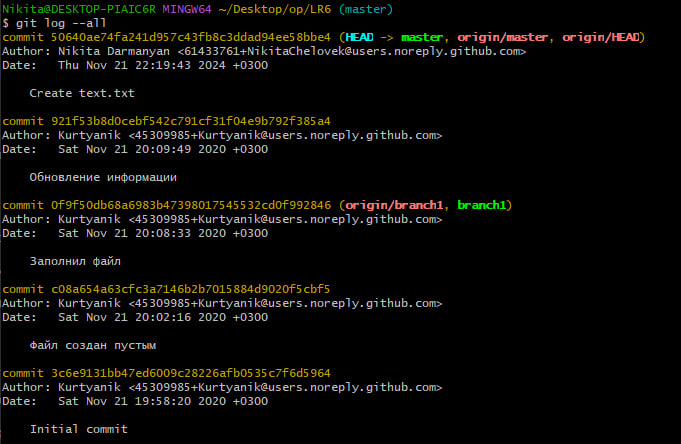 Nikita@DESKTOP-PIAIC6R MINGW64 ~/Desktop/op/LR6 (master)
$ git log --all
commit 50640ae74fa241d957c43fb8c3ddad94ee58bbe4 (HEAD -> master, origin/master, origin/HEAD)
Author: Nikita Darmanyan <61433761+NikitaChelovek@users.noreply.github.com>
Date:   Thu Nov 21 22:19:43 2024 +0300

    Create text.txt

commit 921f53b8d0cebf542c791cf31f04e9b792f385a4
Author: Kurtyanik <45309985+Kurtyanik@users.noreply.github.com>
Date:   Sat Nov 21 20:09:49 2020 +0300

    Обновление информации

commit 0f9f50db68a6983b47398017545532cd0f992846 (origin/branch1, branch1)
Author: Kurtyanik <45309985+Kurtyanik@users.noreply.github.com>
Date:   Sat Nov 21 20:08:33 2020 +0300

    Заполнил файл

commit c08a654a63cfc3a7146b2b7015884d9020f5cbf5
Author: Kurtyanik <45309985+Kurtyanik@users.noreply.github.com>
Date:   Sat Nov 21 20:02:16 2020 +0300

    Файл создан пустым

commit 3c6e9131bb47ed6009c28226afb0535c7f6d5964
Author: Kurtyanik <45309985+Kurtyanik@users.noreply.github.com>
Date:   Sat Nov 21 19:58:20 2020 +0300

    Initial commit